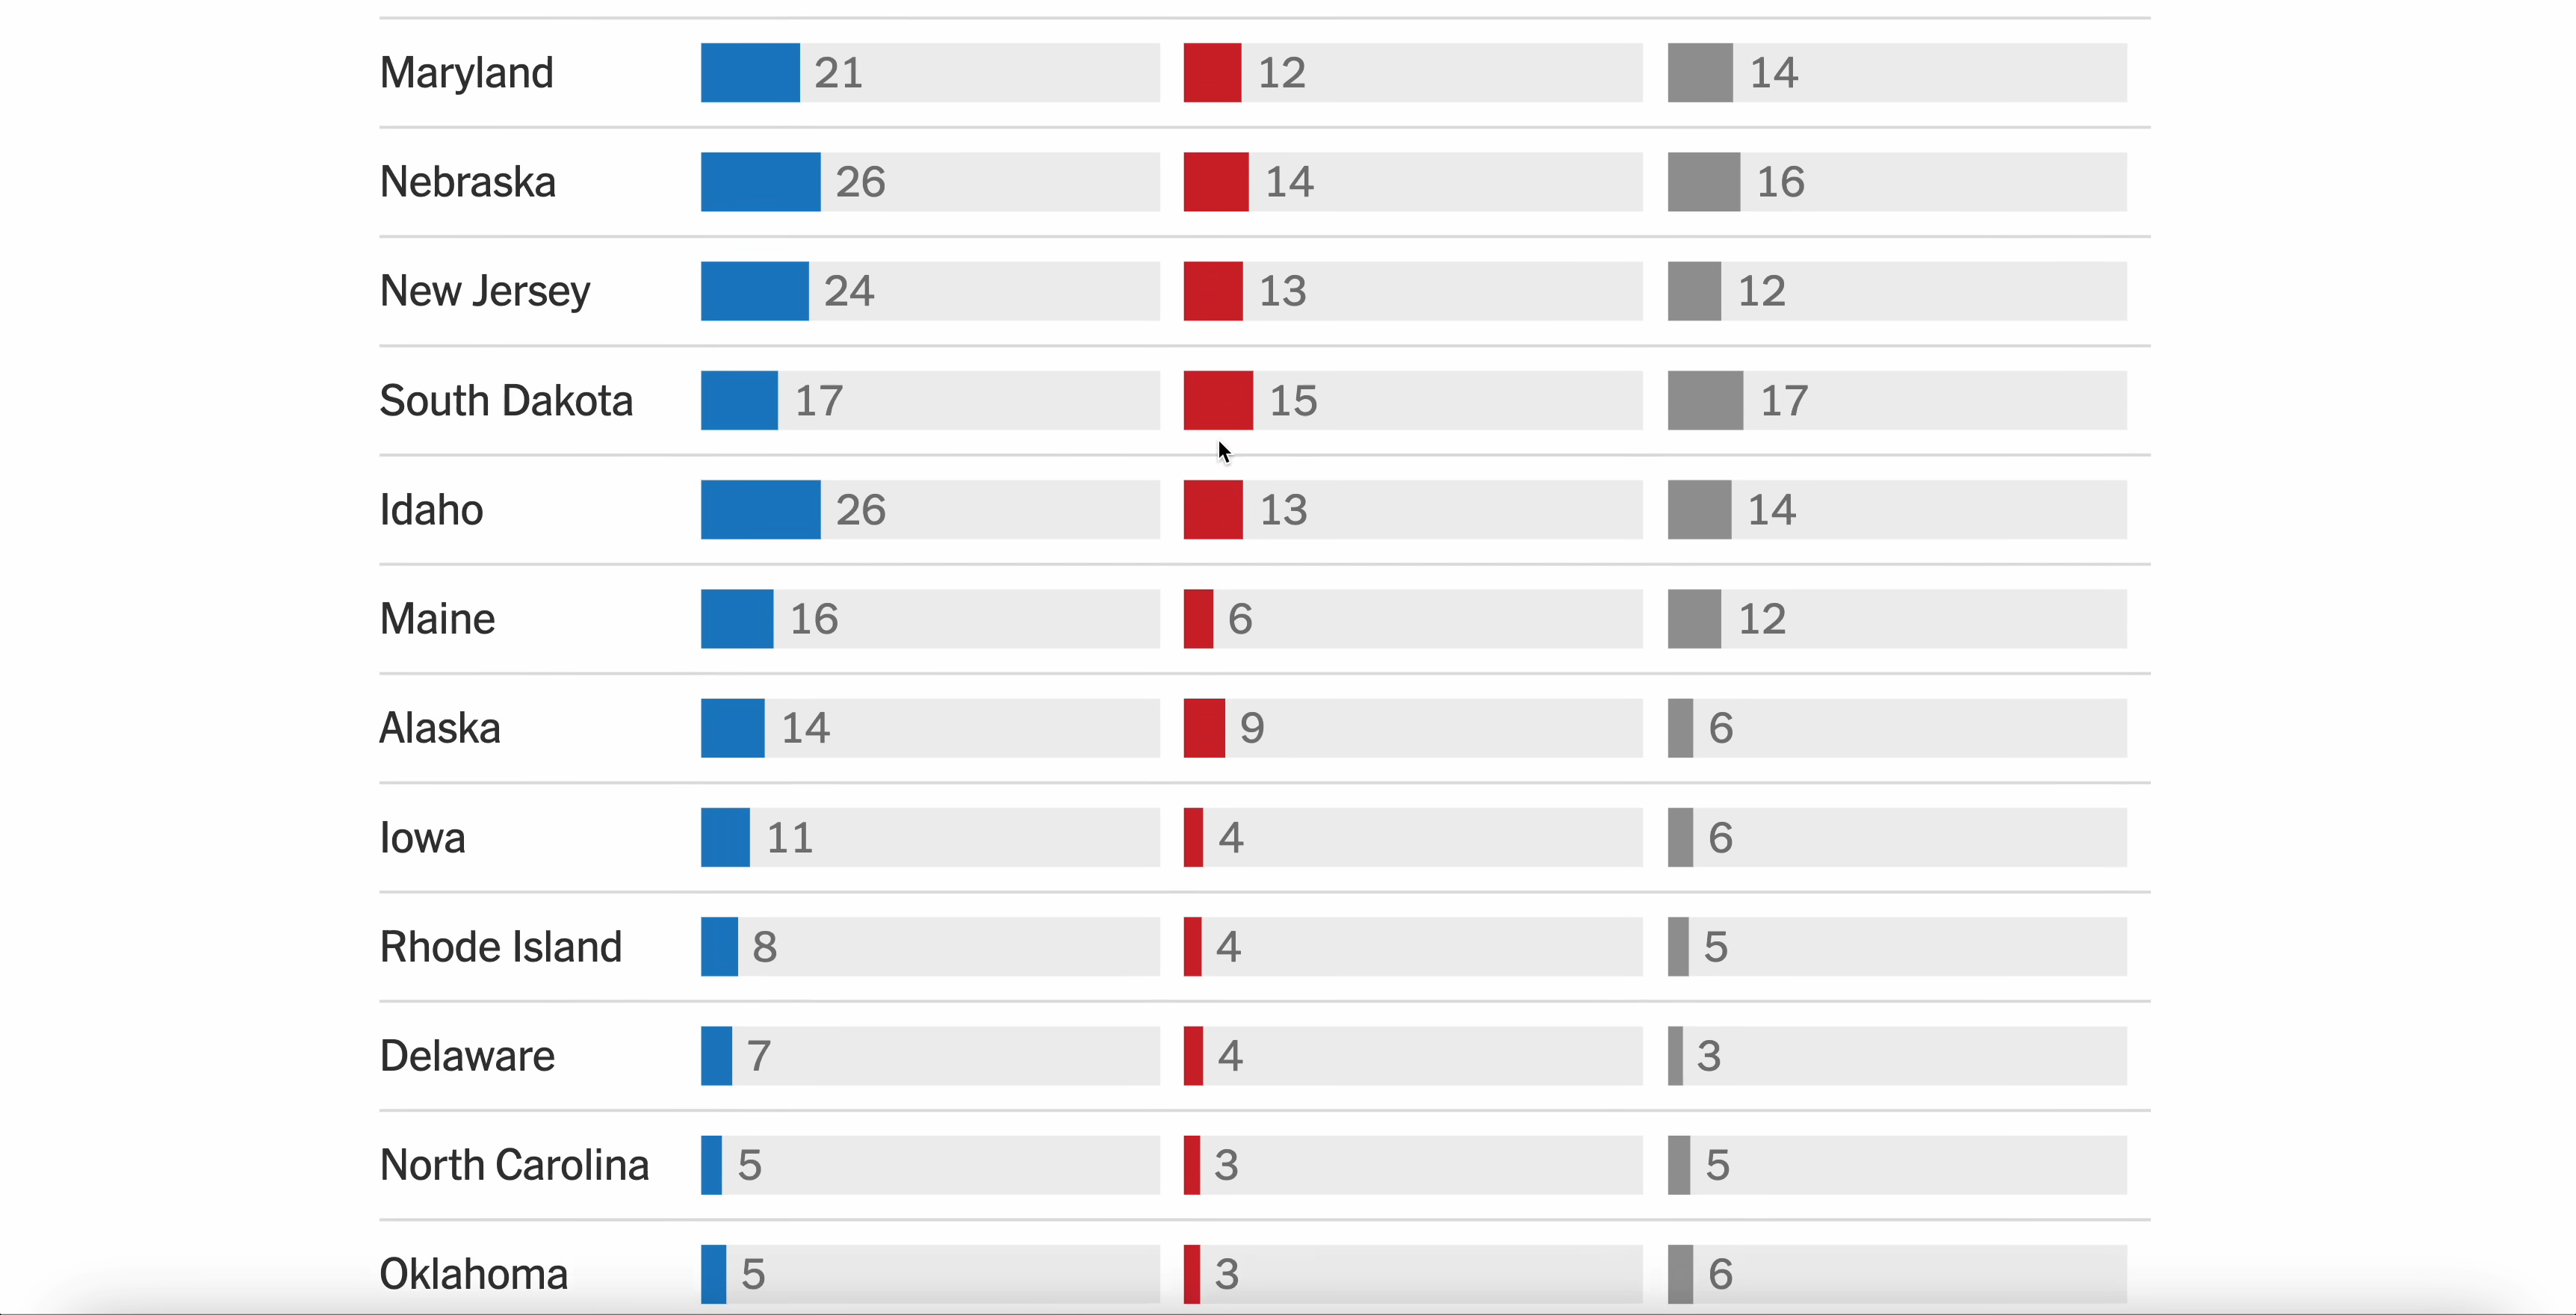 Maryland 21 12 14
Nebraska 26 14 16
New Jersey 24 13 12
South Dakota 17 15 17
Idaho 26 13 14
Maine 16 6 12
Alaska 14 9 6
Iowa 11 4 6
Rhode Island 8 4 5
Delaware 7 4 3
North Carolina 5 3 5
Oklahoma 5 3 6